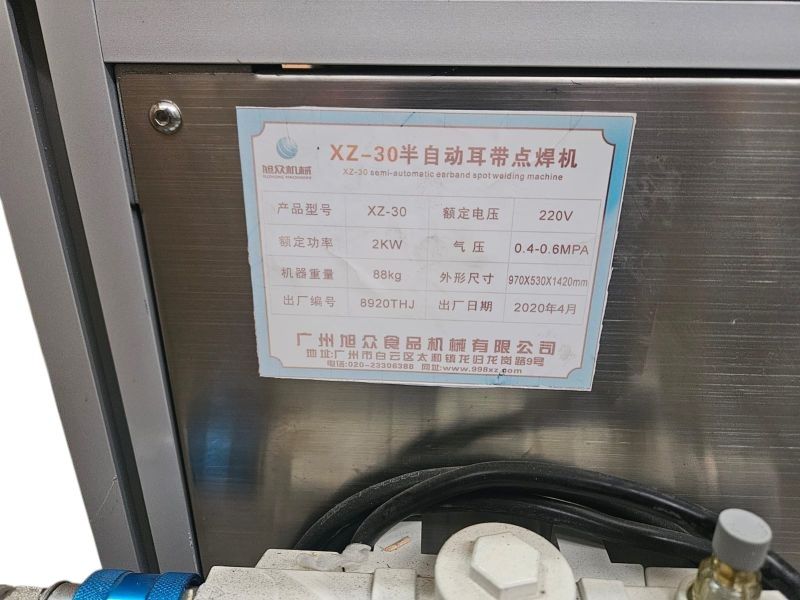 XZ-30半自动耳带点焊机
旭众机械
XZ-30 semi-automatic earband spot welding machine
产品型号 XZ-30 额定电压 220V
额定功率 2KW 气压 0.4-0.6MPA
机器重量 88kg 外形尺寸 970X530X1420mm
出厂编号 8920THJ 出厂日期 2020年4月
广州旭众食品机械有限公司
地址:广州市白云区太和镇龙归龙岗路9号
电话:020-23306388 网址:www.998xz.com